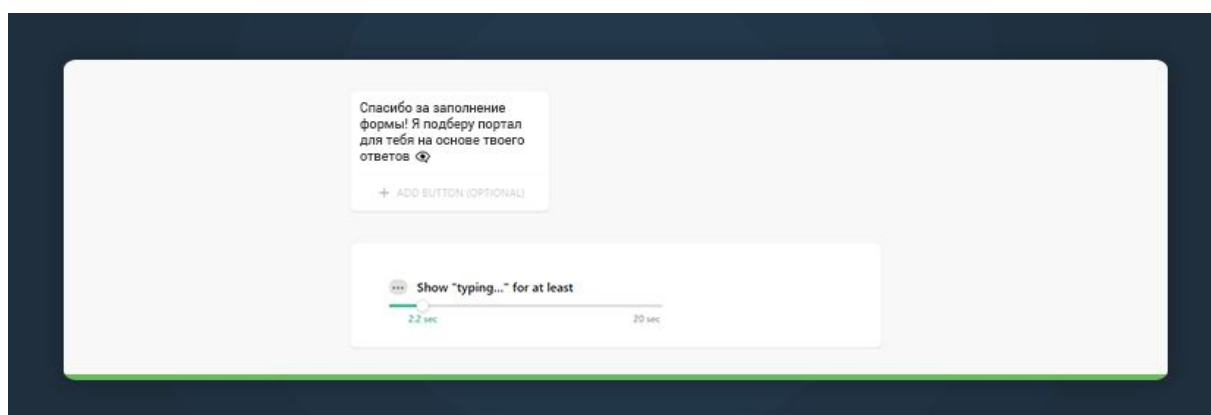 Спасибо за заполнение
формы! Я подберу портал
для тебя на основе твоего
ответов 👁
+ ADD BUTTON (OPTIONAL)
Show "typing..." for at least
2.2 sec
20 sec